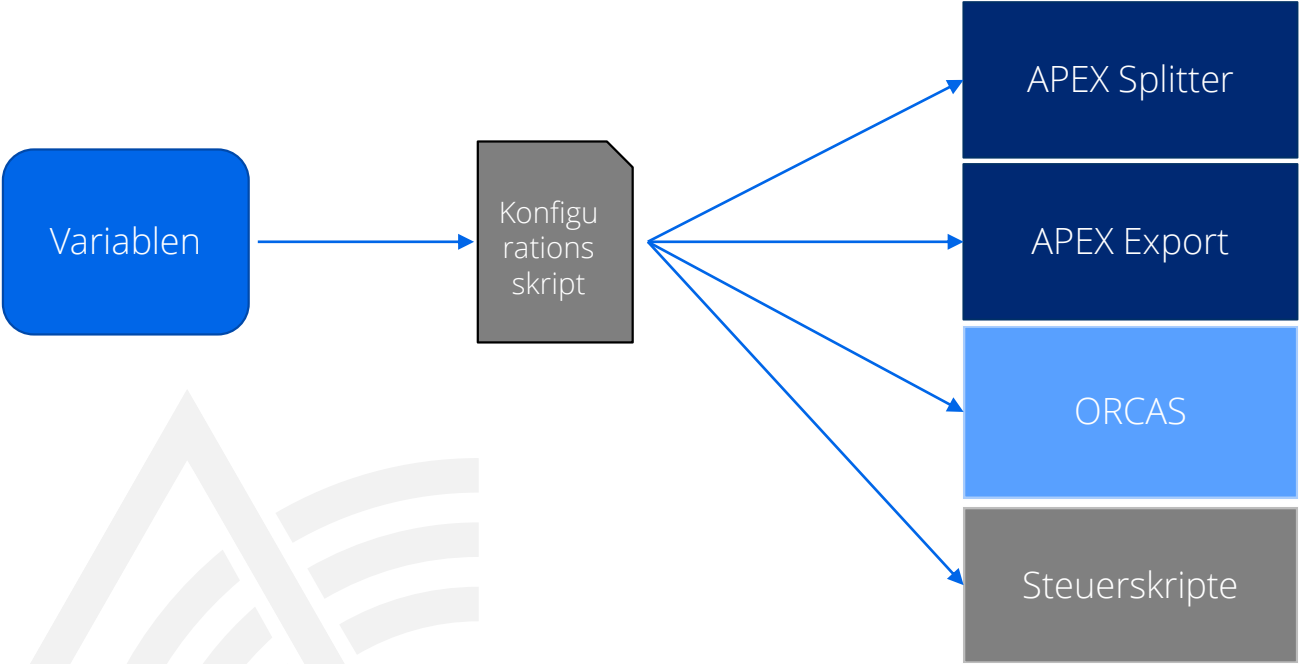 Variablen
Konfigu
rations
skript
APEX Splitter
APEX Export
ORCAS
Steuerskripte